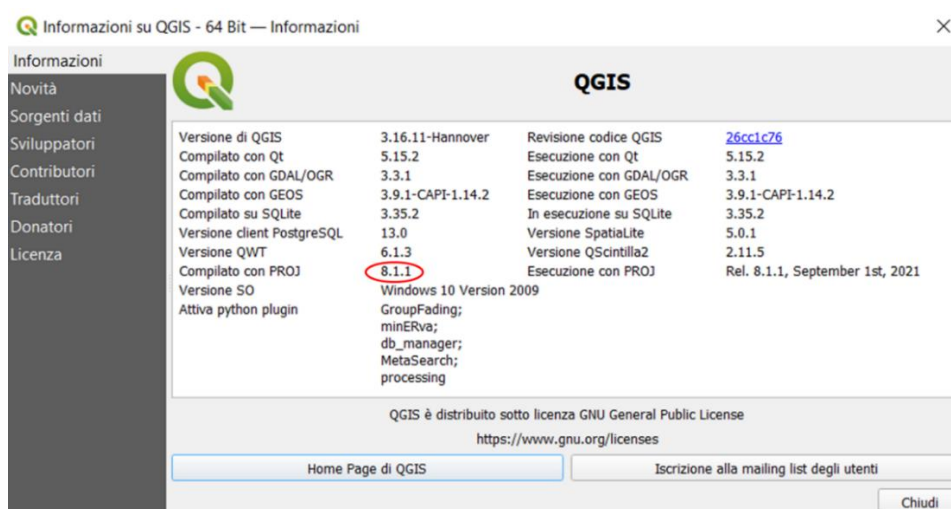 Informazioni su QGIS - 64 Bit — Informazioni
Informazioni
Novità
Sorgenti dati
Sviluppatori
Contributori
Traduttori
Donatori
Licenza
QGIS
Versione di QGIS 3.16.11-Hannover Revisione codice QGIS 26cc1c76
Compilato con Qt 5.15.2 Esecuzione con Qt 5.15.2
Compilato con GDAL/OGR 3.3.1 Esecuzione con GDAL/OGR 3.3.1
Compilato con GEOS 3.9.1-CAPI-1.14.2 Esecuzione con GEOS 3.9.1-CAPI-1.14.2
Compilato su SQLite 3.35.2 In esecuzione su SQLite 3.35.2
Versione client PostgreSQL 13.0 Versione SpatiaLite 5.0.1
Versione QWT 6.1.3 Versione QScintilla2 2.11.5
Compilato con PROJ 8.1.1 Esecuzione con PROJ Rel. 8.1.1, September 1st, 2021
Versione SO Windows 10 Version 2009
Attiva python plugin GroupFading;
minERva;
db_manager;
MetaSearch;
processing
QGIS è distribuito sotto licenza GNU General Public License
https://www.gnu.org/licenses
Home Page di QGIS Iscrizione alla mailing list degli utenti
Chiudi